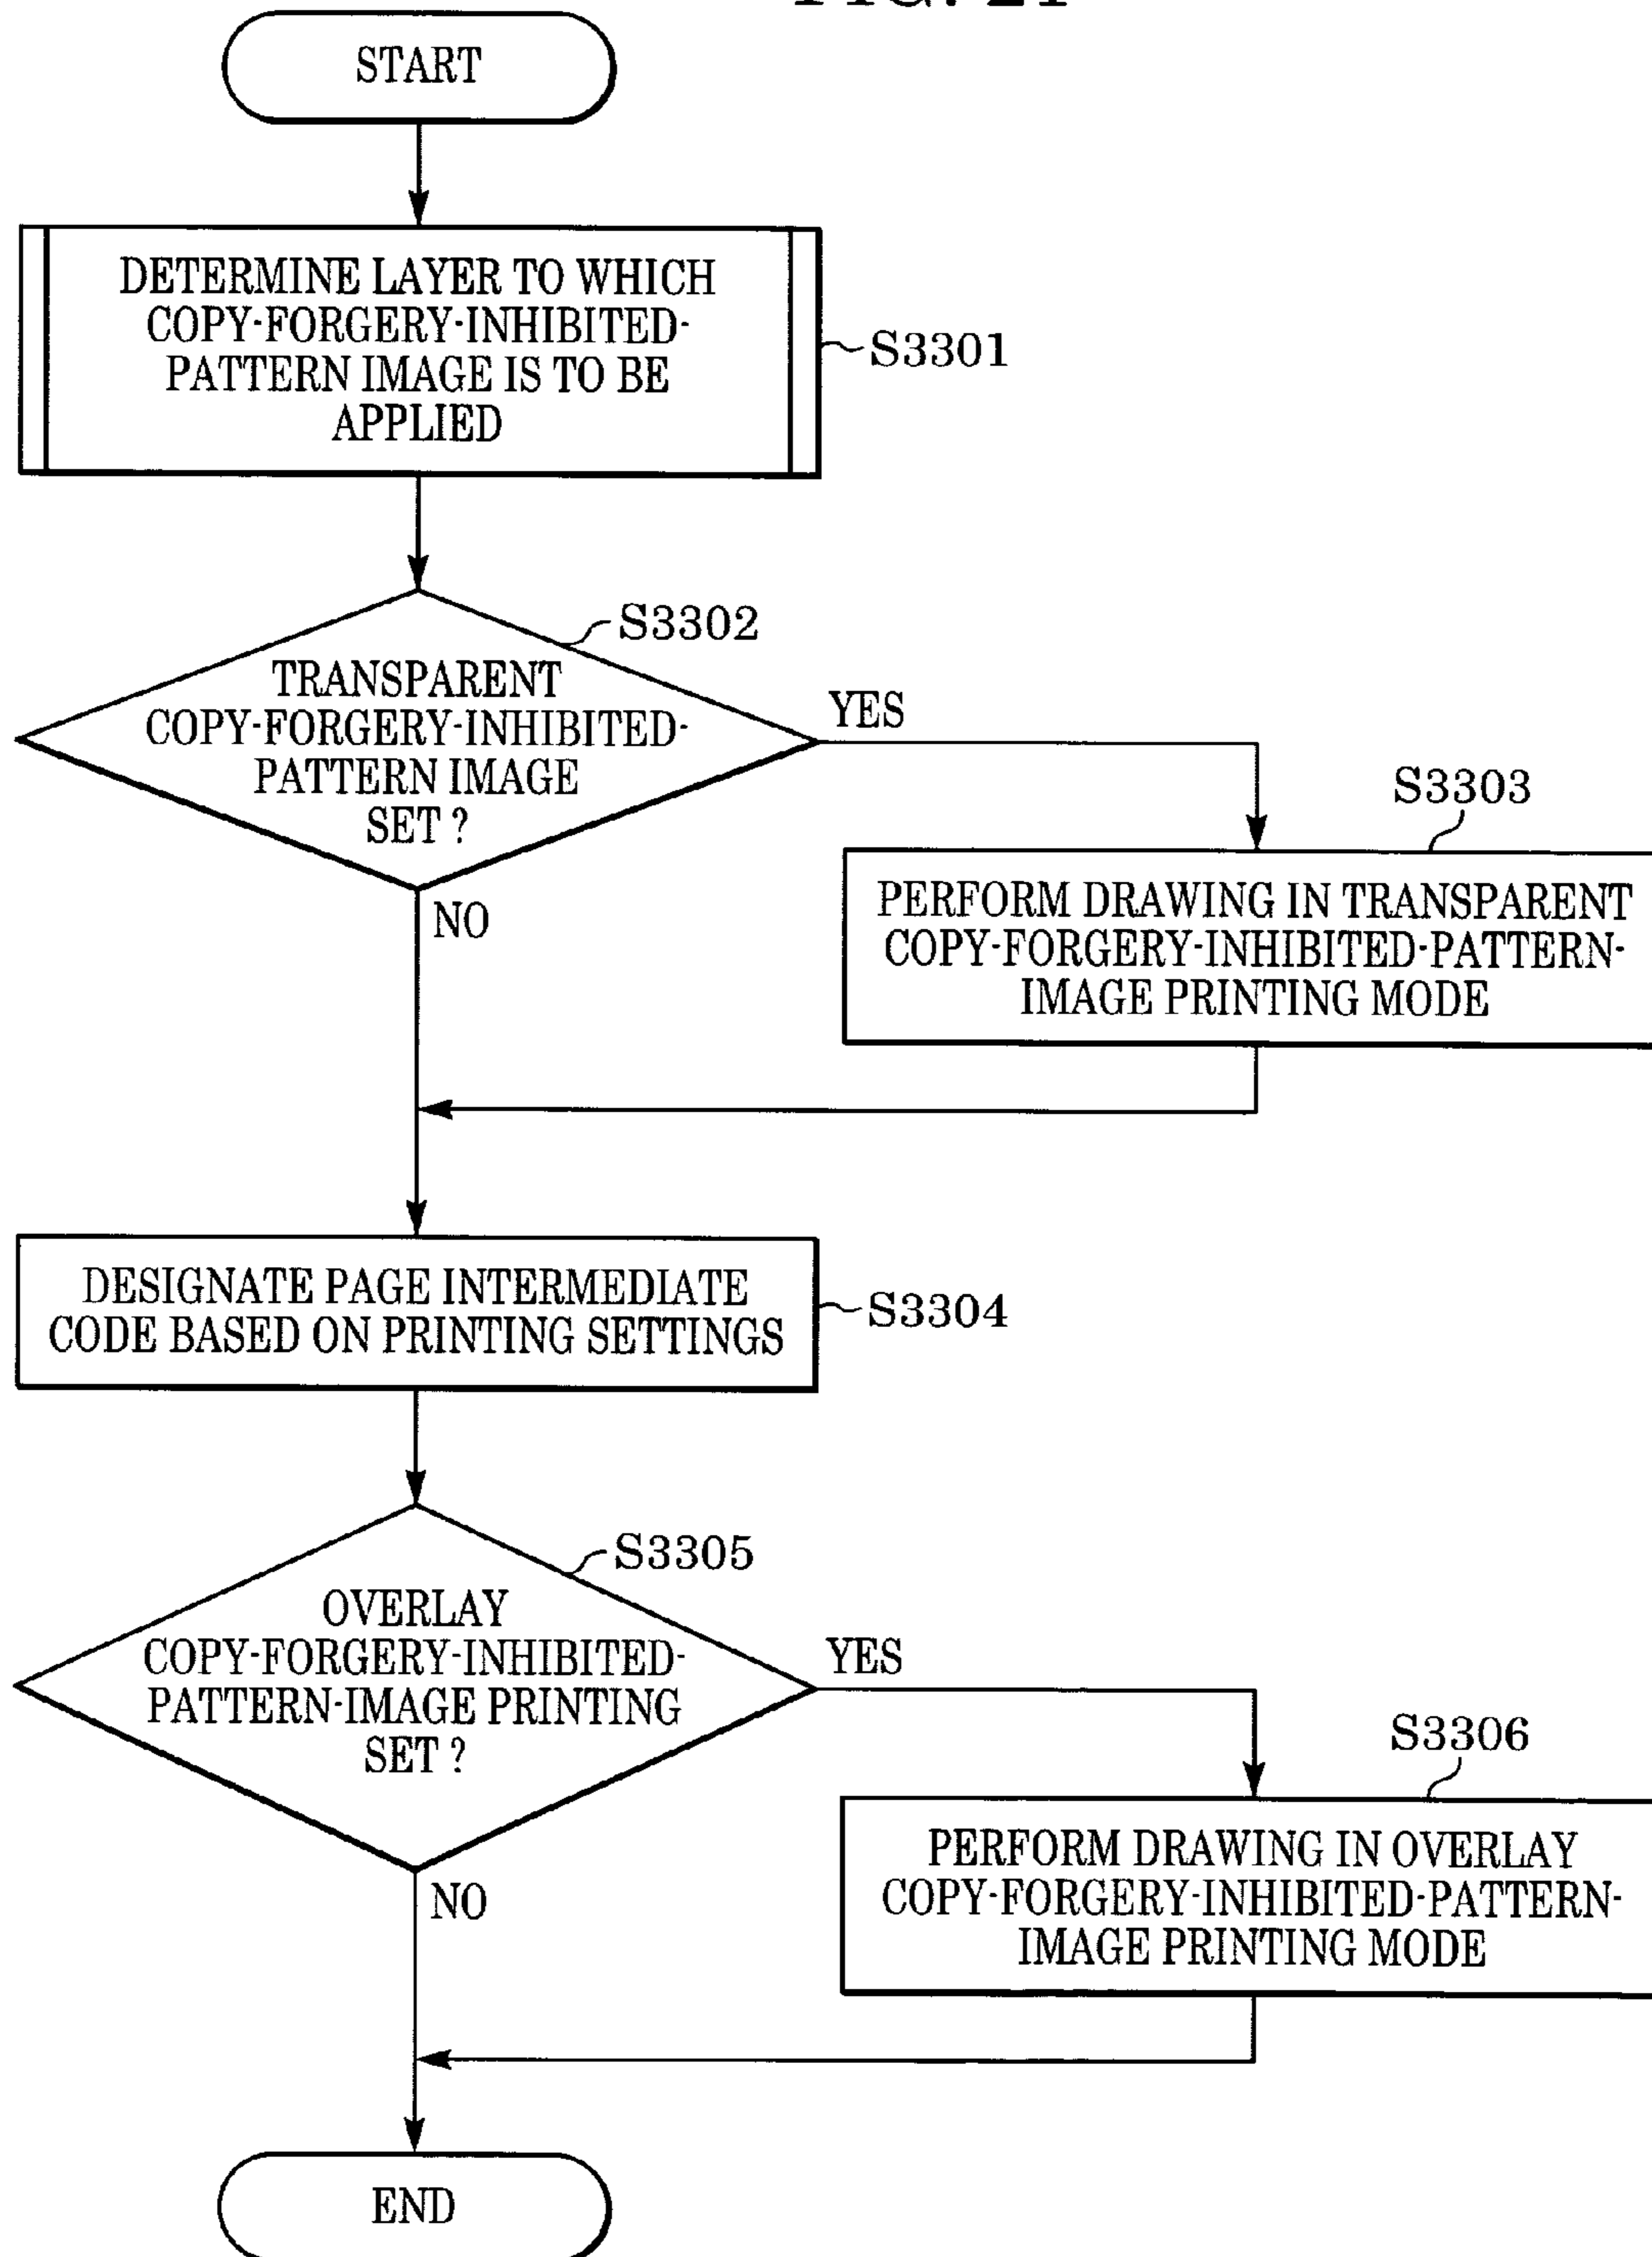 START
DETERMINE LAYER TO WHICH
COPY-FORGERY-INHIBITED-
PATTERN IMAGE IS TO BE
APPLIED
S3301
S3302
TRANSPARENT
COPY-FORGERY-INHIBITED-
PATTERN IMAGE
SET ?
YES
NO
S3303
PERFORM DRAWING IN TRANSPARENT
COPY-FORGERY-INHIBITED-PATTERN-
IMAGE PRINTING MODE
DESIGNATE PAGE INTERMEDIATE
CODE BASED ON PRINTING SETTINGS
S3304
S3305
OVERLAY
COPY-FORGERY-INHIBITED-
PATTERN-IMAGE PRINTING
SET ?
YES
NO
S3306
PERFORM DRAWING IN OVERLAY
COPY-FORGERY-INHIBITED-PATTERN-
IMAGE PRINTING MODE
END